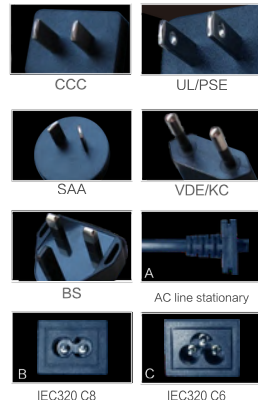 CCC
UL/PSE
SAA
VDE/KC
BS
A
AC line stationary
B
C
IEC320 C8
IEC320 C6